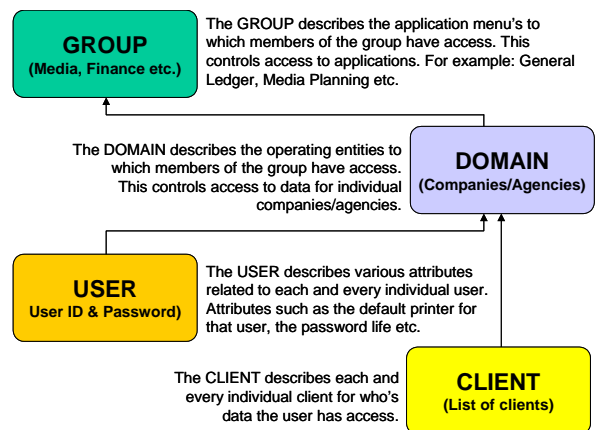 GROUP
(Media, Finance etc.)
The GROUP describes the application menu's to
which members of the group have access. This
controls access to applications. For example: General
Ledger, Media Planning etc.
The DOMAIN describes the operating entities to
which members of the group have access.
This controls access to data for individual
companies/agencies.
DOMAIN
(Companies/Agencies)
USER
User ID & Password)
The USER describes various attributes
related to each and every individual user.
Attributes such as the default printer for
that user, the password life etc.
The CLIENT describes each and
every individual client for who's
data the user has access.
CLIENT
(List of clients)